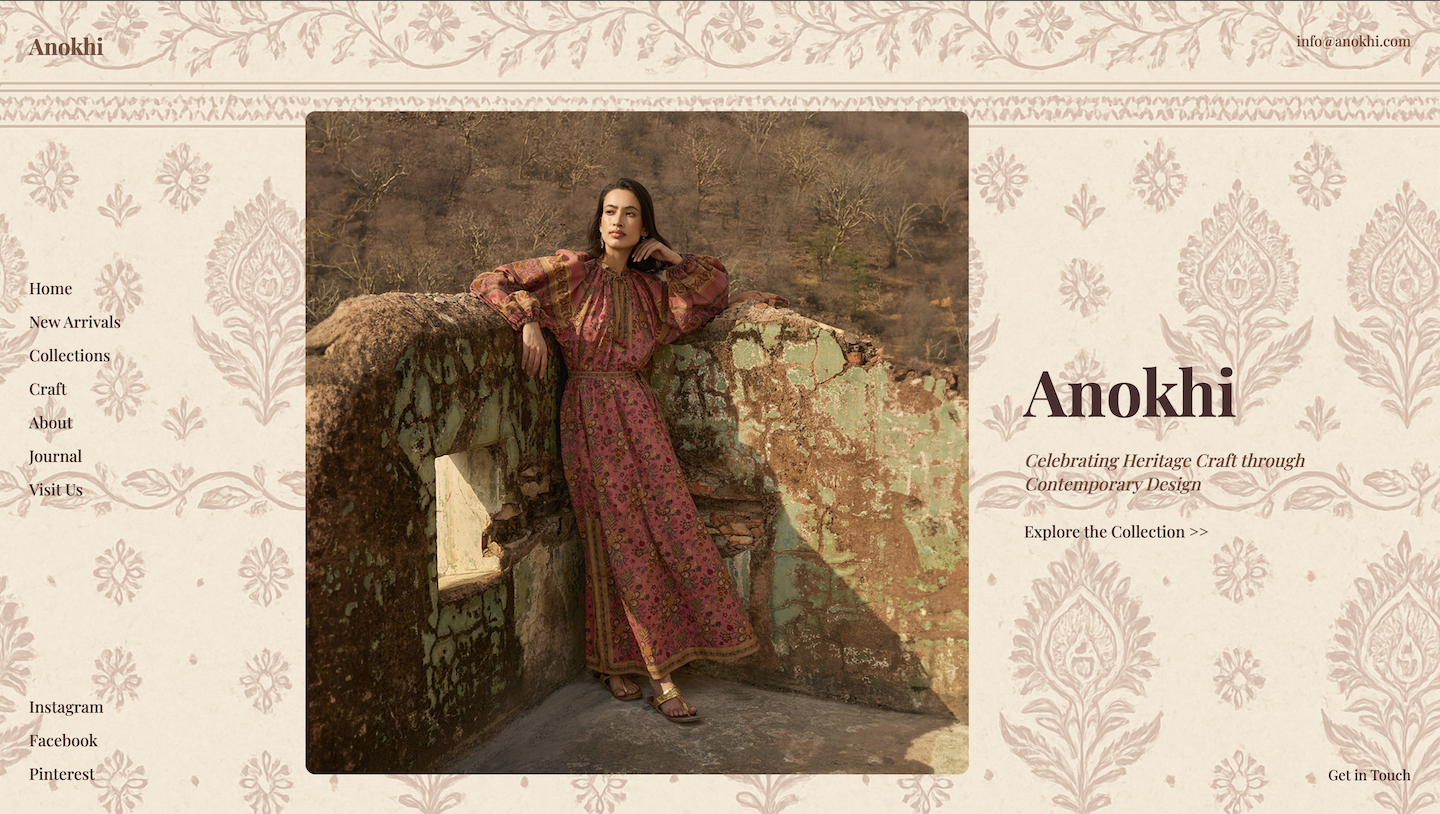 Anokhi
info@anokhi.com
Home
New Arrivals
Collections
Craft
About
Journal
Visit Us
Anokhi
Celebrating Heritage Craft through
Contemporary Design
Explore the Collection >>
Instagram
Facebook
Pinterest
Get in Touch